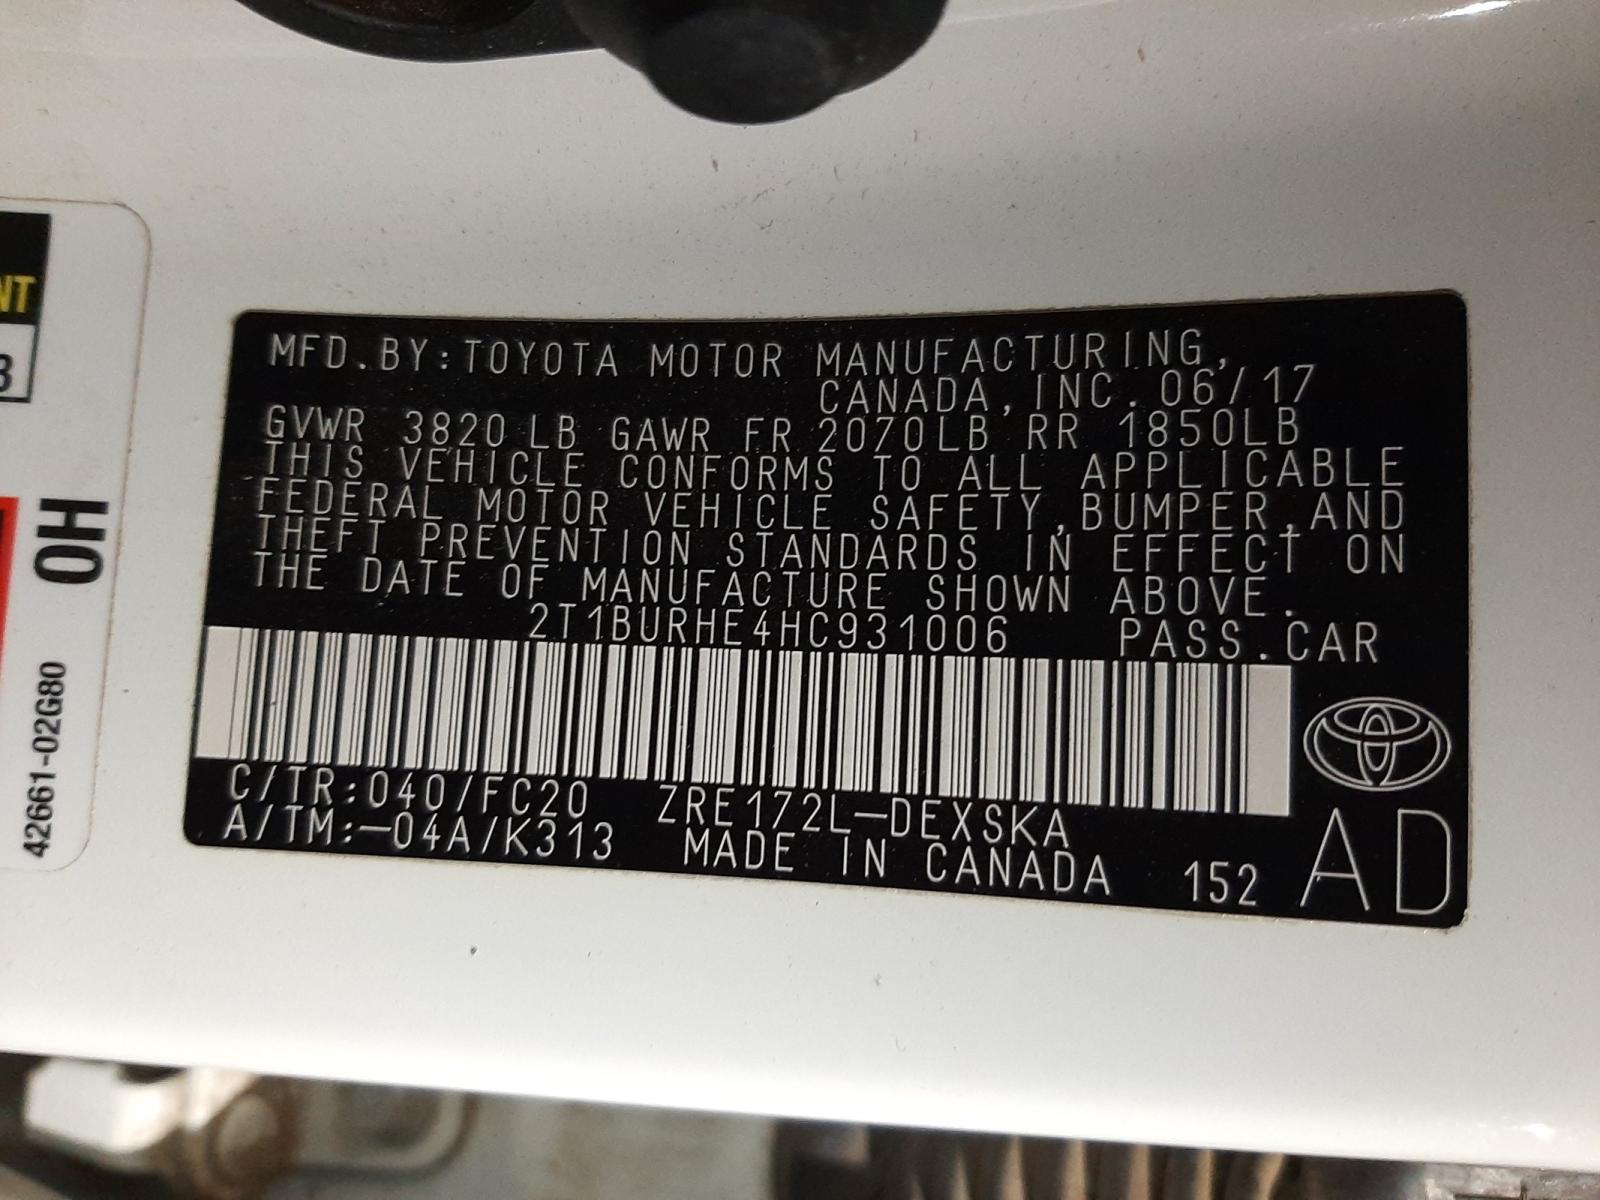 MFD.BY:TOYOTA MOTOR MANUFACTURING,
CANADA,INC.06/17
GVWR 3820LB GAWR FR 2070LB RR 1850LB
THIS VEHICLE CONFORMS TO ALL APPLICABLE
FEDERAL MOTOR VEHICLE SAFETY,BUMPER,AND
THEFT PREVENTION STANDARDS IN EFFECT ON
THE DATE OF MANUFACTURE SHOWN ABOVE.
2T1BURHE4HC931006 PASS.CAR
C/TR:040/FC20 ZRE172L-DEXSKA
A/TM:-04A/K313 MADE IN CANADA 152 AD
NT
3
0H
42661-02G80